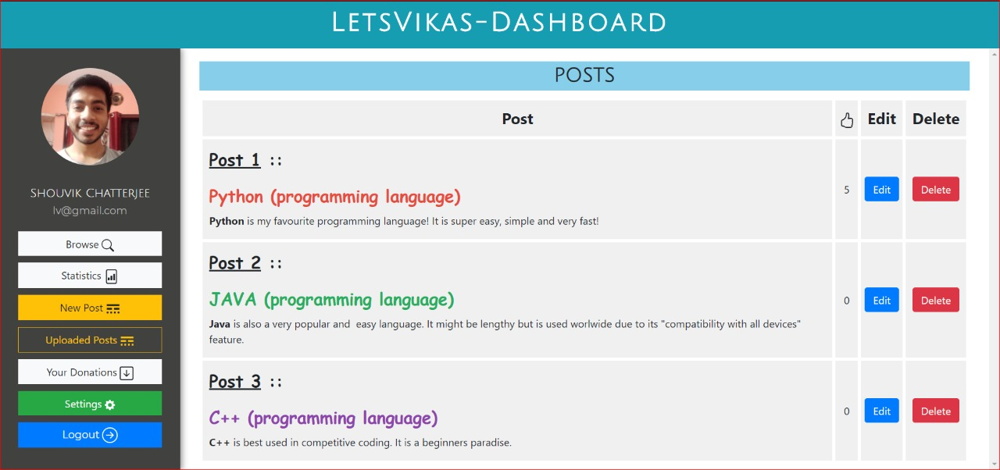 LetsVikas-Dashboard
Shouvik Chatterjee
lv@gmail.com
Browse
Statistics
New Post
Uploaded Posts
Your Donations
Settings
Logout
POSTS
Post Edit Delete
Post 1 ::
Python (programming language)
Python is my favourite programming language! It is super easy, simple and very fast!
5 Edit Delete
Post 2 ::
JAVA (programming language)
Java is also a very popular and  easy language. It might be lengthy but is used worlwide due to its "compatibility with all devices"
feature.
0 Edit Delete
Post 3 ::
C++ (programming language)
C++ is best used in competitive coding. It is a beginners paradise.
0 Edit Delete